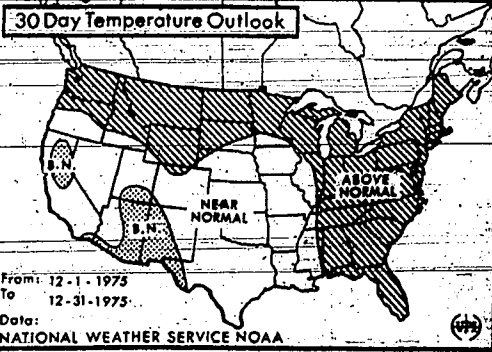 30 Day Temperature Outlook
B.N.
B.N.
NEAR
NORMAL
ABOVE
NORMAL
From: 12-1-1975
To 12-31-1975
Data:
NATIONAL WEATHER SERVICE NOAA
UPI